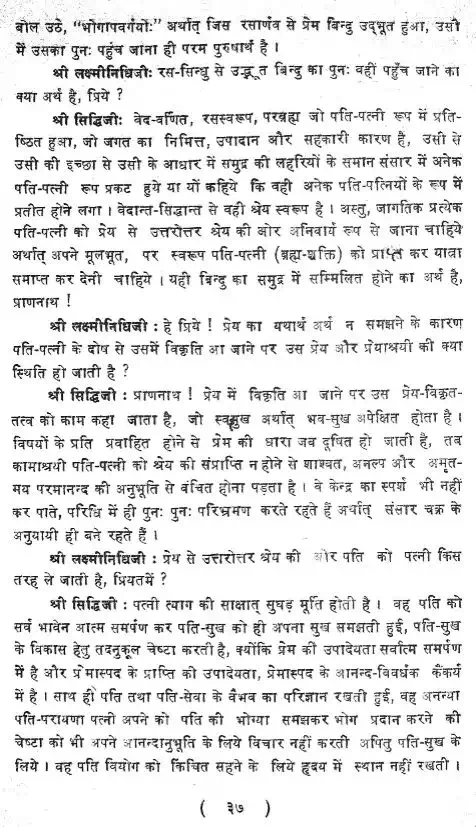 बोल उठे, "भोगापवर्गयोः" अर्थात् जिस रसार्णव से प्रेम बिन्दु उद्भूत हुआ, उसी
में उसका पुनः पहुँच जाना ही परम पुरुषार्थ है ।
श्री लक्ष्मीनिधिजीः रस-सिन्धु से उद्भूत बिन्दु का पुनः वहीं पहुँच जाने का
क्या अर्थ है, प्रिये ?
श्री सिद्धिजीः वेद-वर्णित, रसस्वरूप, परब्रह्म जो पति-पत्नी रूप में प्रति-
ष्ठित हुआ, जो जगत का निमित्त, उपादान और सहकारी कारण है, उसी से
उसी की इच्छा से उसी के आधार में समुद्र की लहरियों के समान संसार में अनेक
पति-पत्नी रूप प्रकट हुये या यों कहिये कि वही अनेक पति-पत्नियों के रूप में
प्रतीत होने लगा । वेदान्त-सिद्धान्त से वही श्रेय स्वरूप है । अस्तु, जागतिक प्रत्येक
पति-पत्नी को प्रेय से उत्तरोत्तर श्रेय की ओर अनिवार्य रूप से जाना चाहिये
अर्थात् अपने मूलभूत, पर स्वरूप पति-पत्नी (ब्रह्म-शक्ति) को प्राप्त कर यात्रा
समाप्त कर देनी चाहिये । यही बिन्दु का समुद्र में सम्मिलित होने का अर्थ है,
प्राणनाथ !
श्री लक्ष्मीनिधिजी: हे प्रिये ! प्रेय का यथार्थ अर्थ न समझने के कारण
पति-पत्नी के दोष से उसमें विकृति आ जाने पर उस प्रेय और प्रेयाश्रयी की क्या
स्थिति हो जाती है ?
श्री सिद्धिजी : प्राणनाथ ! प्रेय में विकृति आ जाने पर उस प्रेय-विकृत-
तत्व को काम कहा जाता है, जो स्वसुख अर्थात् भव-सुख अपेक्षित होता है ।
विषयों के प्रति प्रवाहित होने से प्रेम की धारा जब दूषित हो जाती है, तब
कामाश्रयी पति-पत्नी को श्रेय की संप्राप्ति न होने से शाश्वत, अनल्प और अमृत-
मय परमानन्द की अनुभूति से वंचित होना पड़ता है । वे केन्द्र का स्पर्श भी नहीं
कर पाते, परिधि में ही पुनः पुनः परिभ्रमण करते रहते हैं अर्थात् संसार चक्र के
अनुयायी ही बने रहते हैं ।
श्री लक्ष्मीनिधिजी : प्रेय से उत्तरोत्तर श्रेय की ओर पति को पत्नी किस
तरह ले जाती है, प्रियतमें ?
श्री सिद्धिजी : पत्नी त्याग की साक्षात् सुघड़ मूर्ति होती है । वह पति को
सर्व भावेन आत्म समर्पण कर पति-सुख को ही अपना सुख समझती हुई, पति-सुख
के विकास हेतु तदनुकूल चेष्टा करती है, क्योंकि प्रेम की उपादेयता सर्वात्म समर्पण
में है और प्रेमास्पद के प्राप्ति की उपादेयता, प्रेमास्पद के आनन्द-विवर्धक कैंकर्य
में है । साथ ही पति तथा पति-सेवा के वैभव का परिज्ञान रखती हुई, वह अनन्या
पति-परायणा पत्नी अपने को पति की भोग्या समझकर भोग प्रदान करने की
चेष्टा को भी अपने आनन्दानुभूति के लिये विचार नहीं करती अपितु पति-सुख के
लिये । वह पति वियोग को किंचित सहने के लिये हृदय में स्थान नहीं रखती ।
( ३७ )